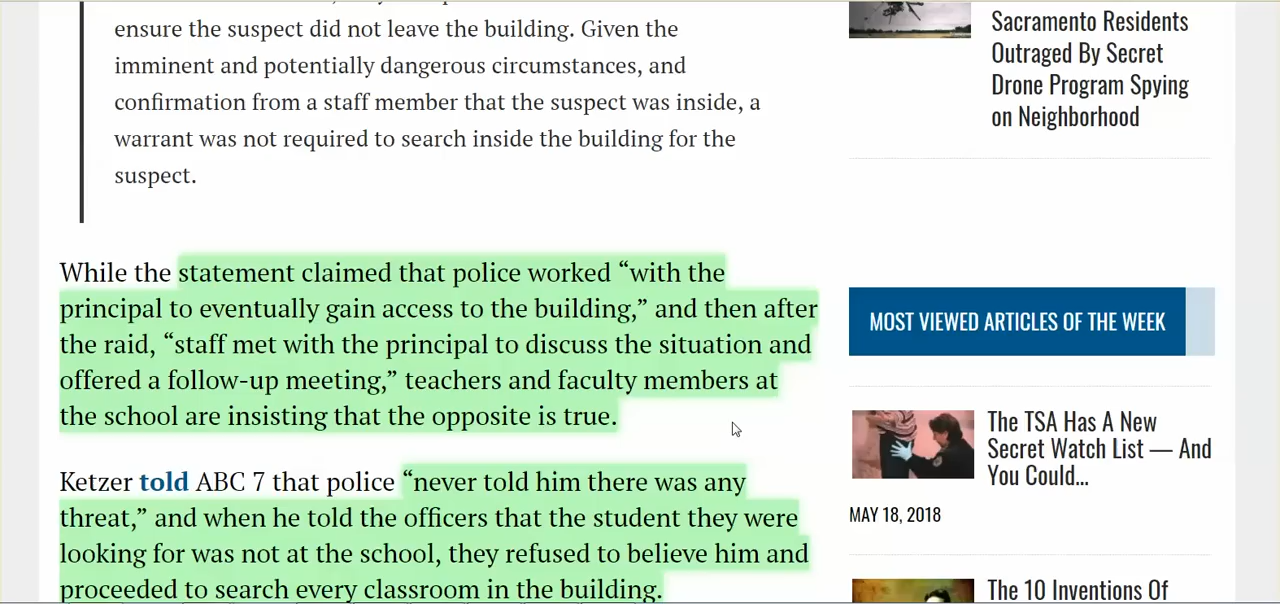 ensure the suspect did not leave the building. Given the
imminent and potentially dangerous circumstances, and
confirmation from a staff member that the suspect was inside, a
warrant was not required to search inside the building for the
suspect.
While the statement claimed that police worked “with the
principal to eventually gain access to the building,” and then after
the raid, “staff met with the principal to discuss the situation and
offered a follow-up meeting,” teachers and faculty members at
the school are insisting that the opposite is true.
Ketzer told ABC 7 that police “never told him there was any
threat,” and when he told the officers that the student they were
looking for was not at the school, they refused to believe him and
proceeded to search every classroom in the building.
Sacramento Residents
Outraged By Secret
Drone Program Spying
on Neighborhood
MOST VIEWED ARTICLES OF THE WEEK
The TSA Has A New
Secret Watch List — And
You Could...
MAY 18, 2018
The 10 Inventions Of